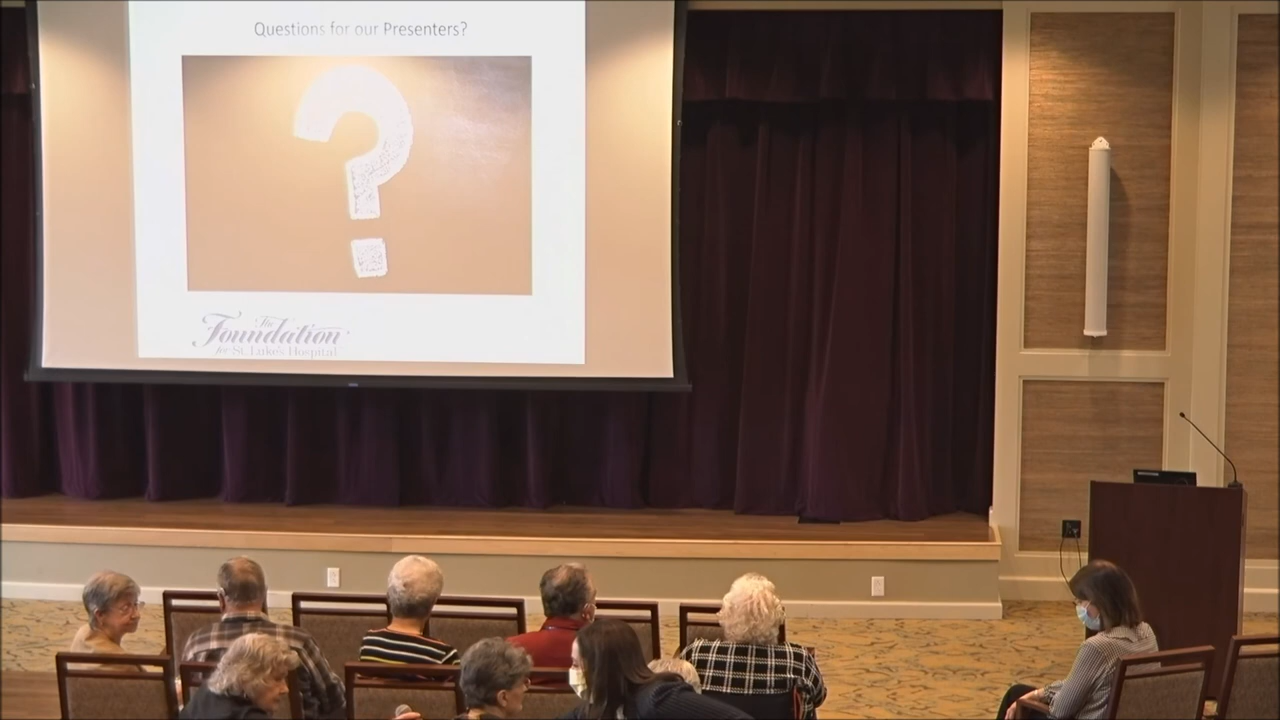 Questions for our Presenters?
?
The
Foundation
for St. Luke's Hospital